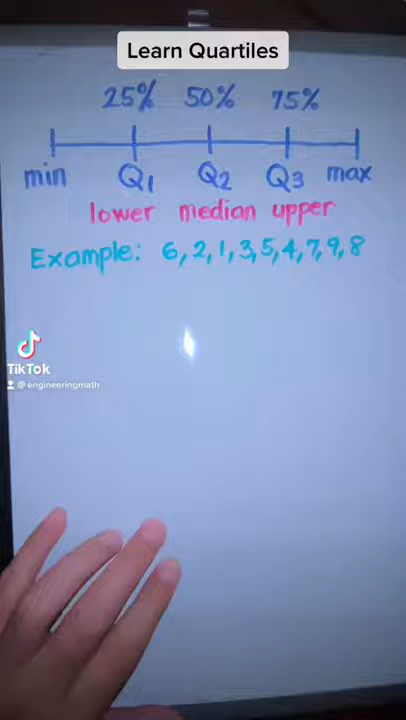 Learn Quartiles
25% 50% 75%
min Q1 Q2 Q3 max
lower median upper
Example: 6, 2, 1, 3, 5, 4, 7, 9, 8
TikTok
@engineeringmath